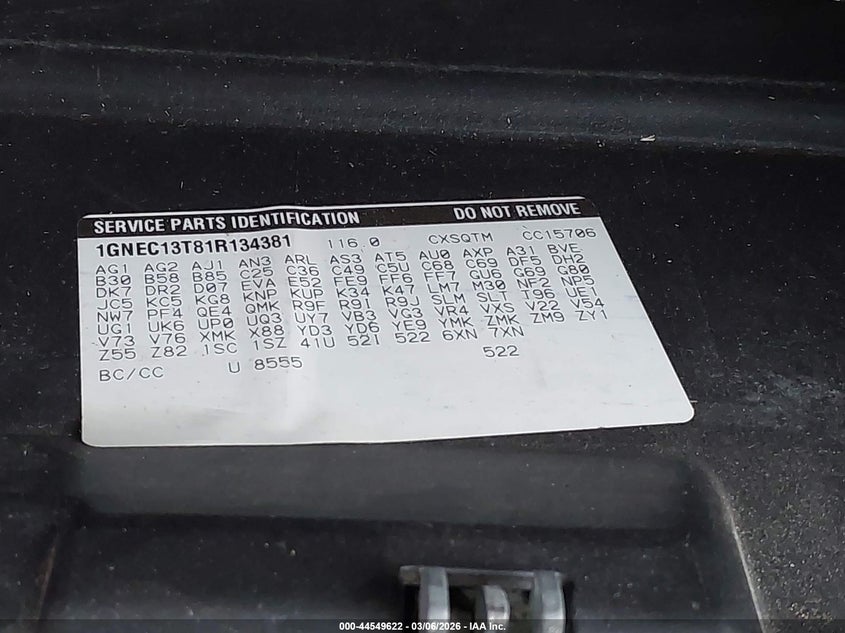 SERVICE PARTS IDENTIFICATION DO NOT REMOVE
1GNEC13T81R134381 116.0 CXSQTM CC15706
AG1 AG2 AJ1 AN3 ARL AS3 AT5 AU0 AXP A31 BVE
B30 B58 B85 C25 C36 C49 C5U C68 C69 DF5 DH2
DK7 DR2 D07 EVA E52 FE9 FF6 FF7 GU6 G69 G80
JC5 KC5 KG8 KNP KUP K34 K47 LM7 M30 NF2 NP5
NW7 PF4 QE4 QMK R9F R91 R9J SLM SLT T96 UE1
UG1 UK6 UP0 UQ3 UY7 VB3 VG3 VR4 VXS V22 V54
V73 V76 XMK X88 YD3 YD6 YE9 YMK ZMK ZM9 ZY1
Z55 Z82 1SC 1SZ 41U 521 522 6XN 7XN
BC/CC U 8555 522
000-44549622 - 03/06/2026 - IAA Inc.